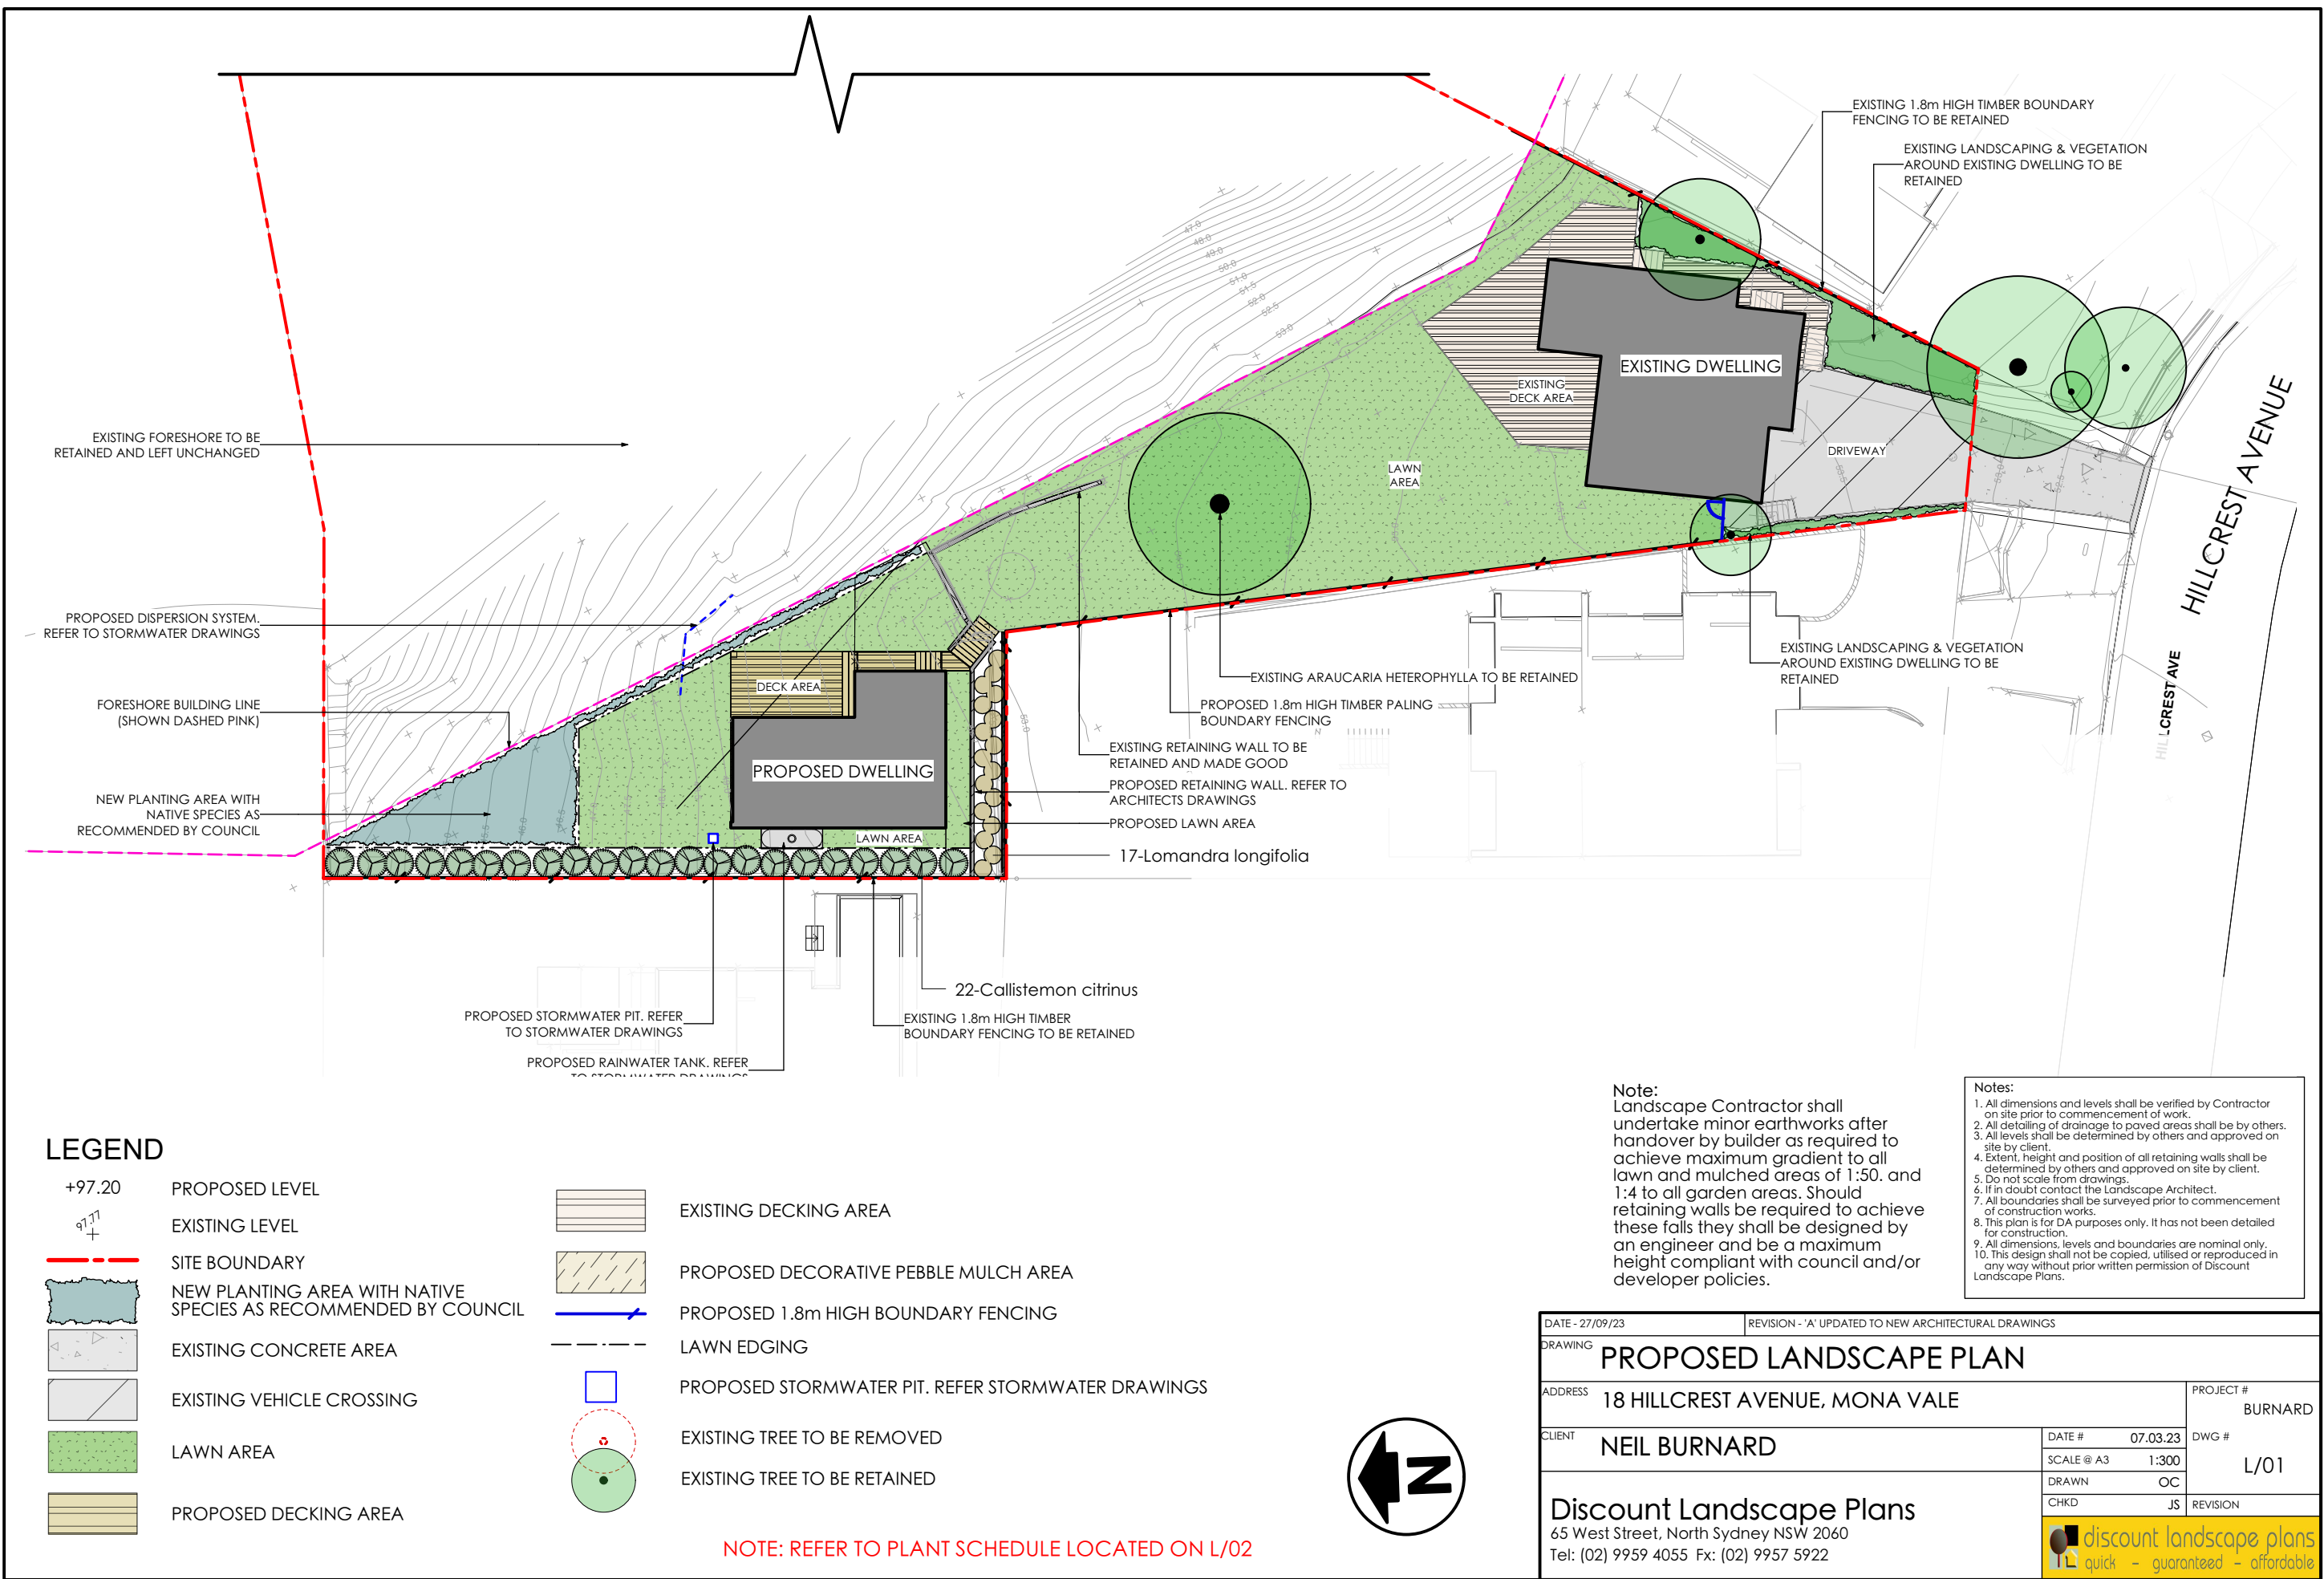 EXISTING 1.8m HIGH TIMBER BOUNDARY
FENCING TO BE RETAINED
EXISTING LANDSCAPING & VEGETATION
AROUND EXISTING DWELLING TO BE
RETAINED
47.0
48.0
49.0
50.0
51.0
51.5
52.0
52.5
53.0
EXISTING DWELLING
EXISTING
DECK AREA
DRIVEWAY
LAWN
AREA
HILLCREST AVENUE
HILLCREST AVE
EXISTING FORESHORE TO BE
RETAINED AND LEFT UNCHANGED
PROPOSED DISPERSION SYSTEM.
REFER TO STORMWATER DRAWINGS
FORESHORE BUILDING LINE
(SHOWN DASHED PINK)
NEW PLANTING AREA WITH
NATIVE SPECIES AS
RECOMMENDED BY COUNCIL
DECK AREA
PROPOSED DWELLING
LAWN AREA
EXISTING LANDSCAPING & VEGETATION
AROUND EXISTING DWELLING TO BE
RETAINED
EXISTING ARAUCARIA HETEROPHYLLA TO BE RETAINED
PROPOSED 1.8m HIGH TIMBER PALING
BOUNDARY FENCING
EXISTING RETAINING WALL TO BE
RETAINED AND MADE GOOD
PROPOSED RETAINING WALL. REFER TO
ARCHITECTS DRAWINGS
PROPOSED LAWN AREA
17-Lomandra longifolia
22-Callistemon citrinus
PROPOSED STORMWATER PIT. REFER
TO STORMWATER DRAWINGS
EXISTING 1.8m HIGH TIMBER
BOUNDARY FENCING TO BE RETAINED
PROPOSED RAINWATER TANK. REFER
TO STORMWATER DRAWINGS
LEGEND
+97.20 PROPOSED LEVEL
97.77 EXISTING LEVEL
SITE BOUNDARY
NEW PLANTING AREA WITH NATIVE
SPECIES AS RECOMMENDED BY COUNCIL
EXISTING CONCRETE AREA
EXISTING VEHICLE CROSSING
LAWN AREA
PROPOSED DECKING AREA
EXISTING DECKING AREA
PROPOSED DECORATIVE PEBBLE MULCH AREA
PROPOSED 1.8m HIGH BOUNDARY FENCING
LAWN EDGING
PROPOSED STORMWATER PIT. REFER STORMWATER DRAWINGS
EXISTING TREE TO BE REMOVED
EXISTING TREE TO BE RETAINED
NOTE: REFER TO PLANT SCHEDULE LOCATED ON L/02
N
Note:
Landscape Contractor shall
undertake minor earthworks after
handover by builder as required to
achieve maximum gradient to all
lawn and mulched areas of 1:50. and
1:4 to all garden areas. Should
retaining walls be required to achieve
these falls they shall be designed by
an engineer and be a maximum
height compliant with council and/or
developer policies.
Notes:
1. All dimensions and levels shall be verified by Contractor
on site prior to commencement of work.
2. All detailing of drainage to paved areas shall be by others.
3. All levels shall be determined by others and approved on
site by client.
4. Extent, height and position of all retaining walls shall be
determined by others and approved on site by client.
5. Do not scale from drawings.
6. If in doubt contact the Landscape Architect.
7. All boundaries shall be surveyed prior to commencement
of construction works.
8. This plan is for DA purposes only. It has not been detailed
for construction.
9. All dimensions, levels and boundaries are nominal only.
10. This design shall not be copied, utilised or reproduced in
any way without prior written permission of Discount
Landscape Plans.
DATE - 27/09/23 REVISION - 'A' UPDATED TO NEW ARCHITECTURAL DRAWINGS
DRAWING PROPOSED LANDSCAPE PLAN
ADDRESS 18 HILLCREST AVENUE, MONA VALE
PROJECT #
BURNARD
CLIENT NEIL BURNARD
DATE # 07.03.23
SCALE @ A3 1:300
DRAWN OC
CHKD JS
DWG #
L/01
REVISION
Discount Landscape Plans
65 West Street, North Sydney NSW 2060
Tel: (02) 9959 4055 Fx: (02) 9957 5922
discount landscape plans
quick - guaranteed - affordable